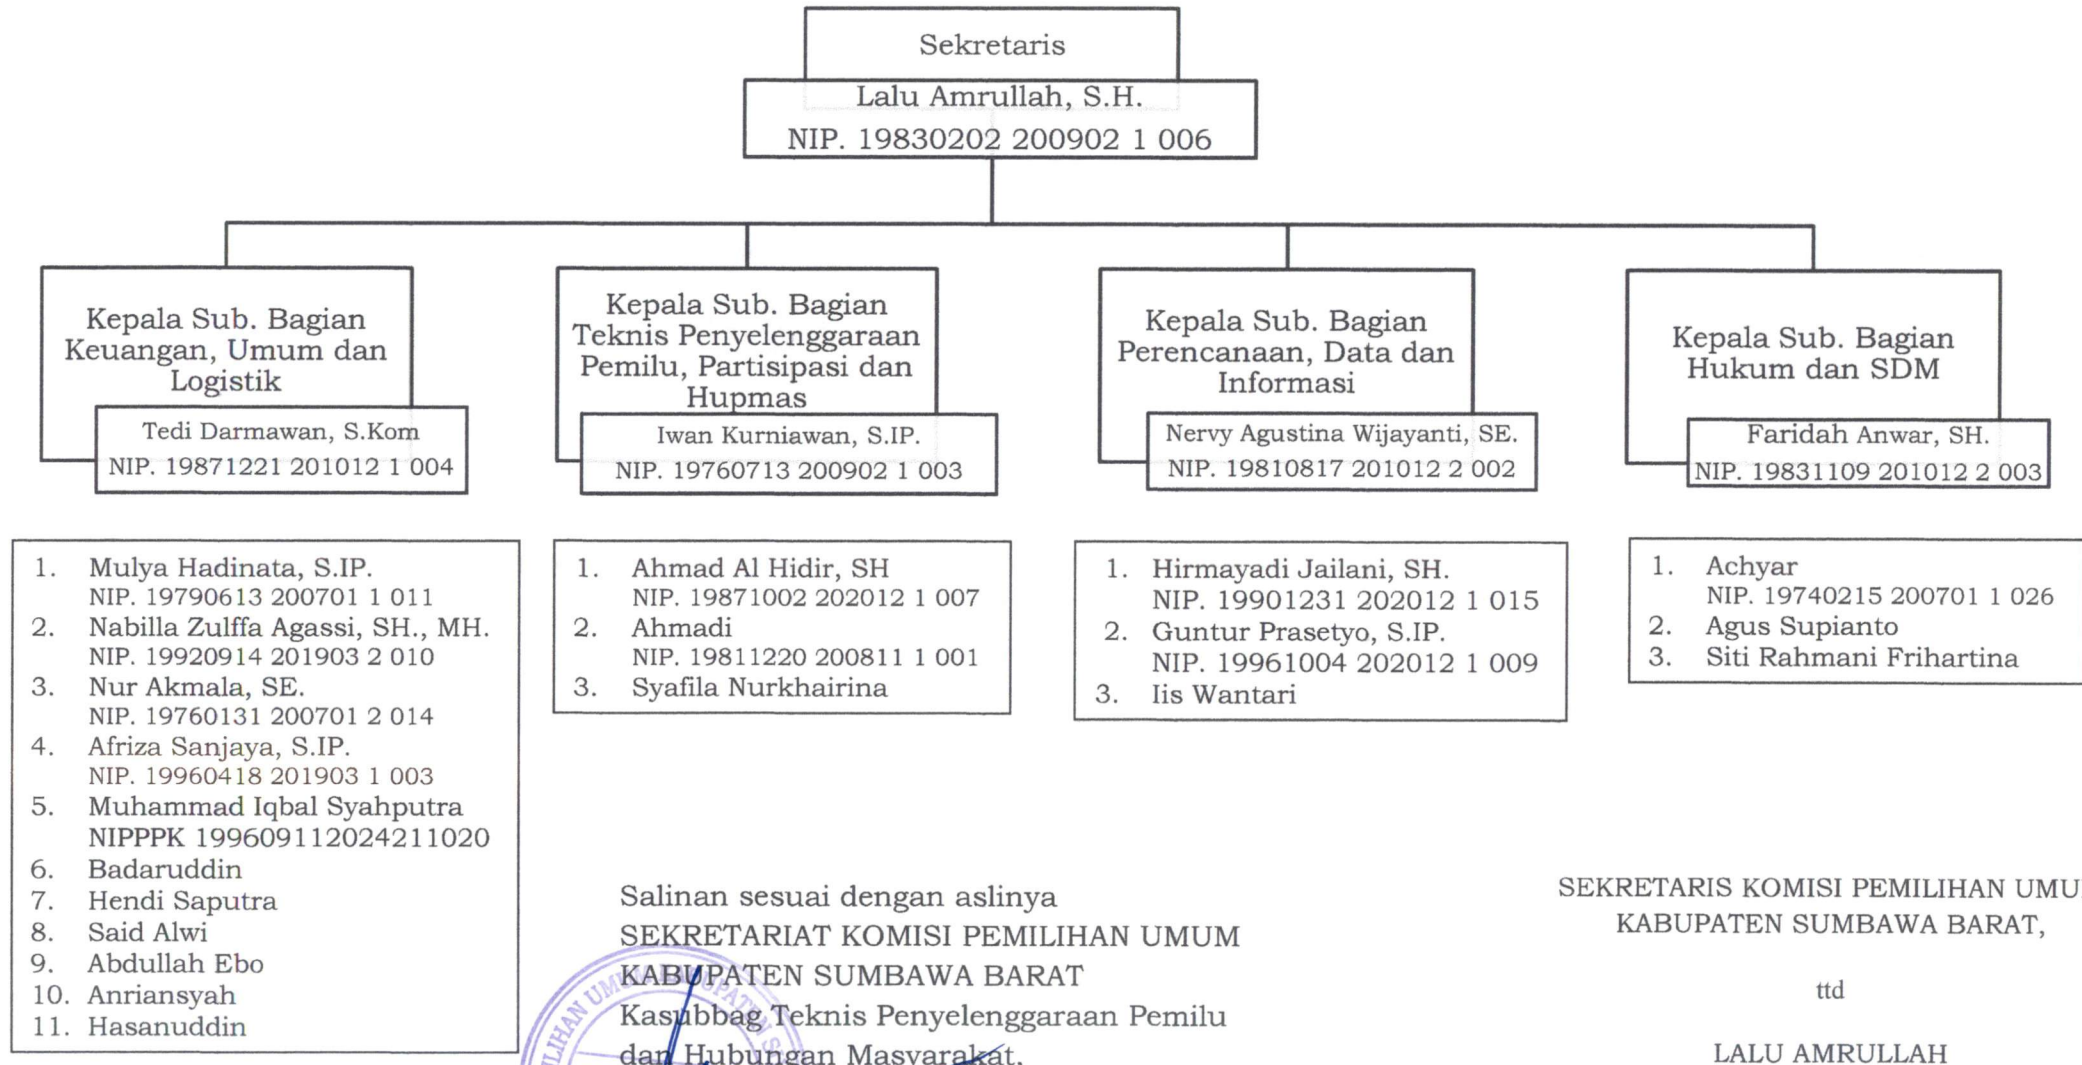 Sekretaris
Lalu Amrullah, S.H.
NIP. 19830202 200902 1 006
Kepala Sub. Bagian
Keuangan, Umum dan
Logistik
Tedi Darmawan, S.Kom
NIP. 19871221 201012 1 004
Kepala Sub. Bagian
Teknis Penyelenggaraan
Pemilu, Partisipasi dan
Hupmas
Iwan Kurniawan, S.IP.
NIP. 19760713 200902 1 003
Kepala Sub. Bagian
Perencanaan, Data dan
Informasi
Nervy Agustina Wijayanti, SE.
NIP. 19810817 201012 2 002
Kepala Sub. Bagian
Hukum dan SDM
Faridah Anwar, SH.
NIP. 19831109 201012 2 003
1. Mulya Hadinata, S.IP.
NIP. 19790613 200701 1 011
2. Nabilla Zulffa Agassi, SH., MH.
NIP. 19920914 201903 2 010
3. Nur Akmala, SE.
NIP. 19760131 200701 2 014
4. Afriza Sanjaya, S.IP.
NIP. 19960418 201903 1 003
5. Muhammad Iqbal Syahputra
NIPPPK 199609112024211020
6. Badaruddin
7. Hendi Saputra
8. Said Alwi
9. Abdullah Ebo
10. Anriansyah
11. Hasanuddin
1. Ahmad Al Hidir, SH
NIP. 19871002 202012 1 007
2. Ahmadi
NIP. 19811220 200811 1 001
3. Syafila Nurkhairina
1. Hirmayadi Jailani, SH.
NIP. 19901231 202012 1 015
2. Guntur Prasetyo, S.IP.
NIP. 19961004 202012 1 009
3. Iis Wantari
1. Achyar
NIP. 19740215 200701 1 026
2. Agus Supianto
3. Siti Rahmani Frihartina
Salinan sesuai dengan aslinya
SEKRETARIAT KOMISI PEMILIHAN UMUM
KABUPATEN SUMBAWA BARAT
Kasubbag Teknis Penyelenggaraan Pemilu
dan Hubungan Masyarakat,
SEKRETARIS KOMISI PEMILIHAN UMU
KABUPATEN SUMBAWA BARAT,
ttd
LALU AMRULLAH